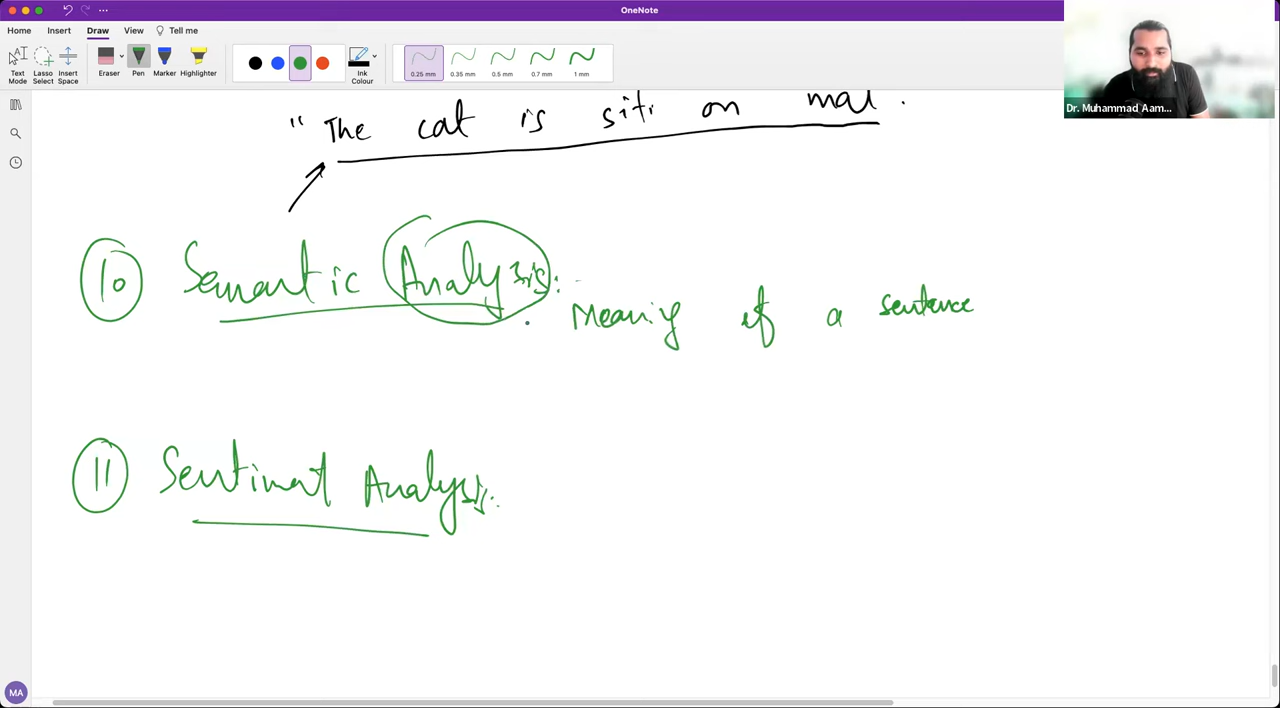 OneNote
Home Insert Draw View Tell me
Text Mode
Lasso Select
Insert Space
Eraser
Pen
Marker
Highlighter
0.25 mm
0.35 mm
0.5 mm
0.7 mm
1 mm
Ink Colour
Dr. Muhammad Aam...
" The cat is siti on mat .
10 Semantic Analysis:
. Meaning of a sentence
11 Sentiment Analysis:
MA